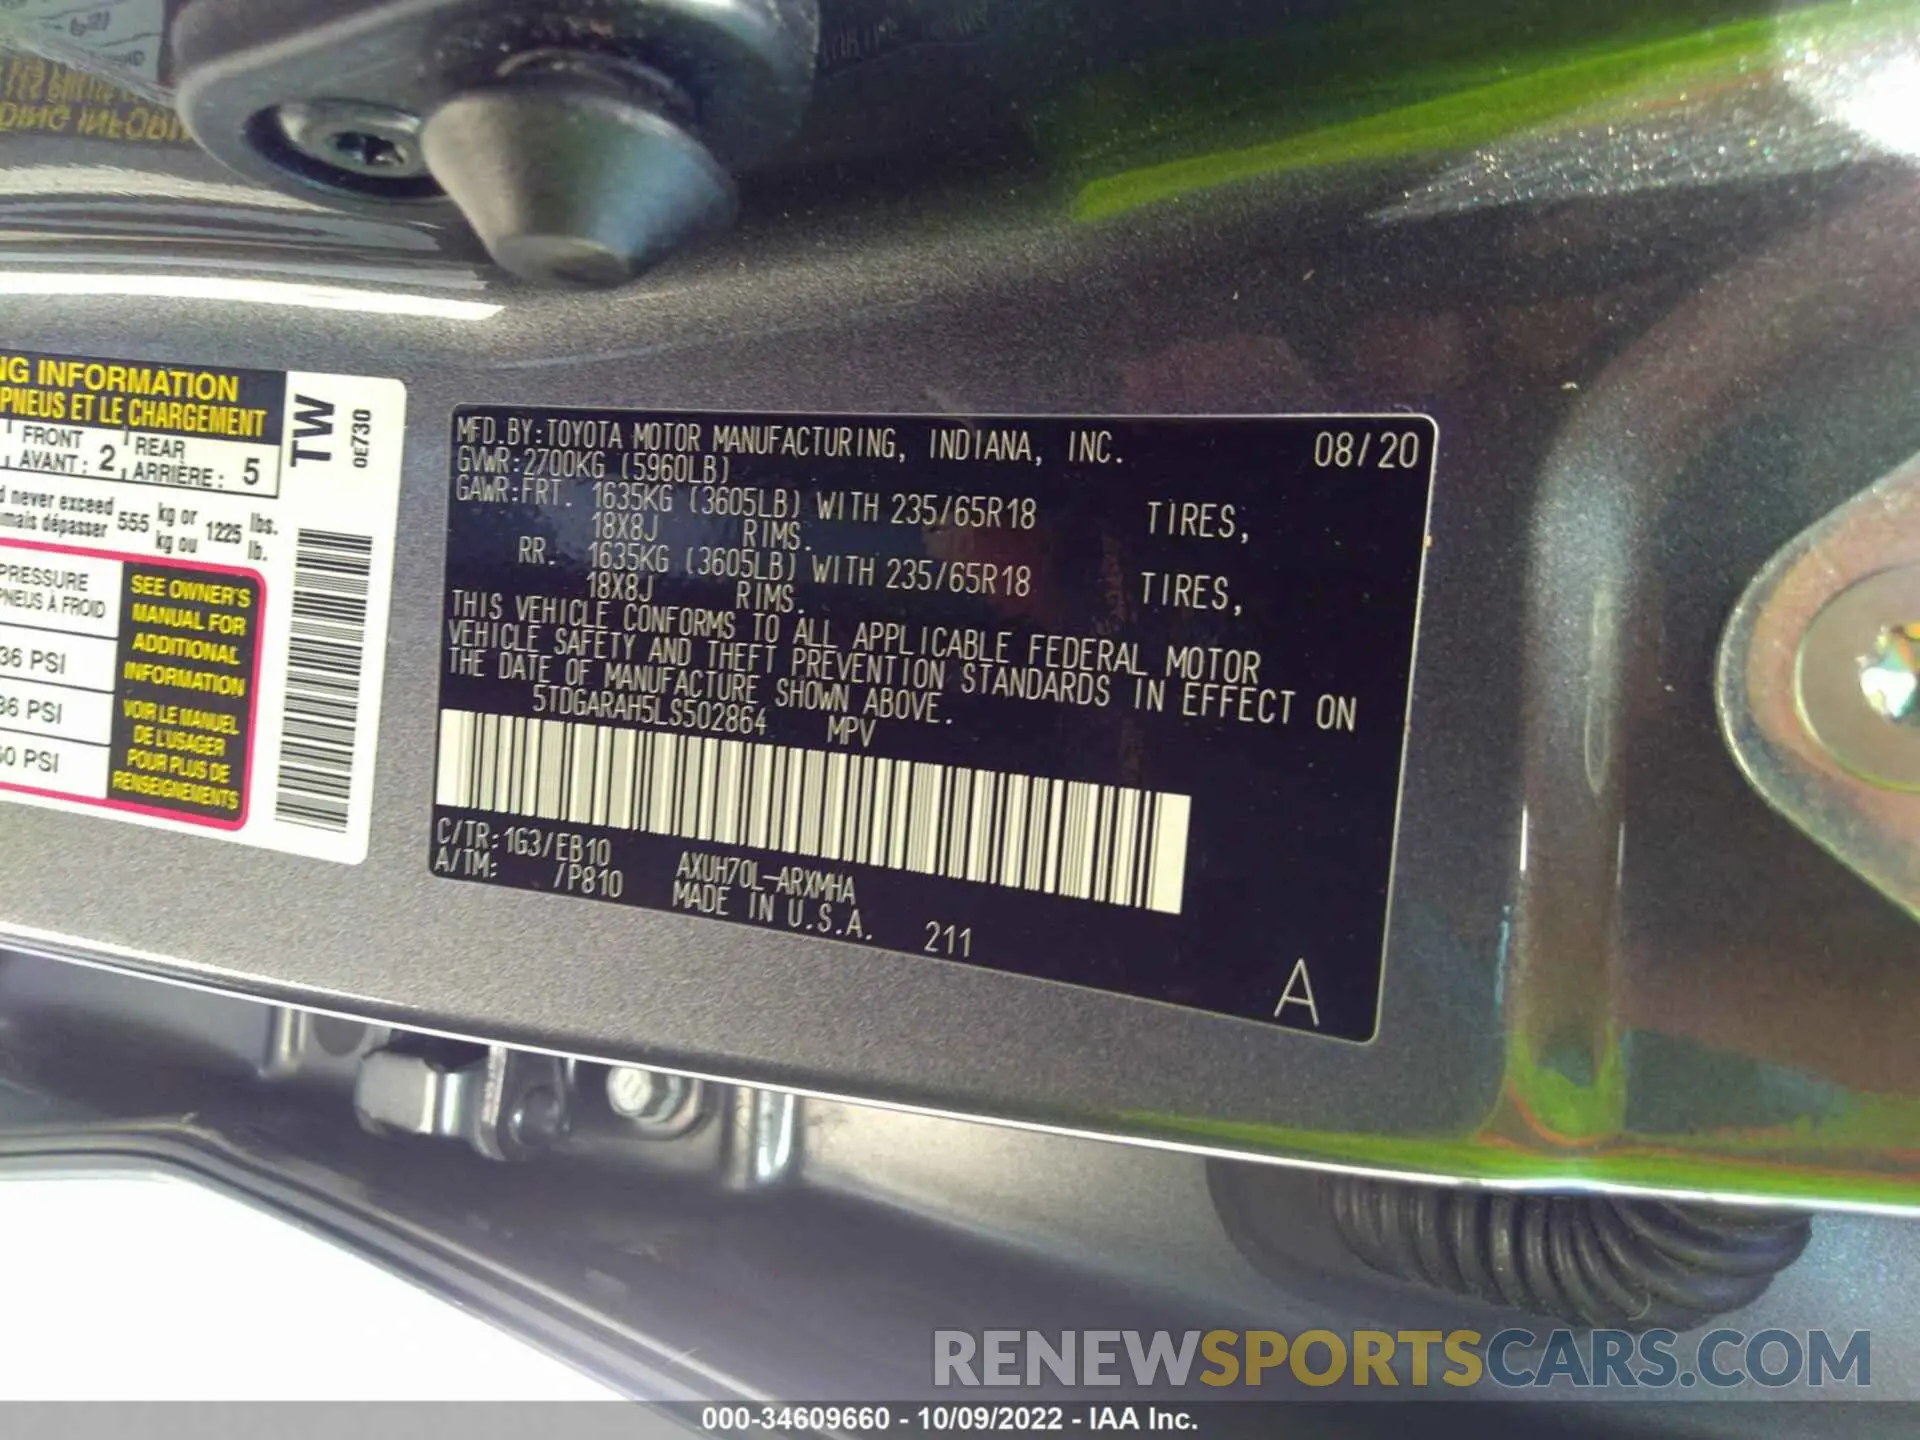 DING INFORM
NG INFORMATION
PNEUS ET LE CHARGEMENT
FRONT
AVANT : 2
REAR
ARRIÈRE : 5
TW
0E730
d never exceed 555 kg or 1225 lbs.
mais dépasser kg ou lb.
PRESSURE
PNEUS À FROID
36 PSI
36 PSI
60 PSI
SEE OWNER'S
MANUAL FOR
ADDITIONAL
INFORMATION
VOIR LE MANUEL
DE L'USAGER
POUR PLUS DE
RENSEIGNEMENTS
MFD.BY:TOYOTA MOTOR MANUFACTURING, INDIANA, INC. 08/20
GVWR:2700KG (5960LB)
GAWR:FRT. 1635KG (3605LB) WITH 235/65R18 TIRES,
18X8J RIMS.
RR. 1635KG (3605LB) WITH 235/65R18 TIRES,
18X8J RIMS.
THIS VEHICLE CONFORMS TO ALL APPLICABLE FEDERAL MOTOR
VEHICLE SAFETY AND THEFT PREVENTION STANDARDS IN EFFECT ON
THE DATE OF MANUFACTURE SHOWN ABOVE.
5TDGARAH5LS502864 MPV
C/TR:1G3/EB10 AXUH70L-ARXMHA
A/TM: /P810 MADE IN U.S.A. 211
A
RENEWSPORTSCARS.COM
000-34609660 - 10/09/2022 - IAA Inc.